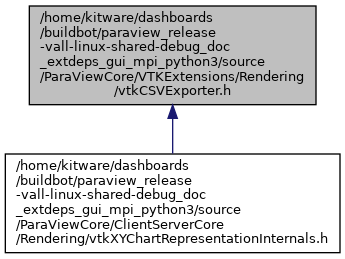 /home/kitware/dashboards
/buildbot/paraview_release
-vall-linux-shared-debug_doc
_extdeps_gui_mpi_python3/source
/ParaViewCore/VTKExtensions/Rendering
/vtkCSVExporter.h
/home/kitware/dashboards
/buildbot/paraview_release
-vall-linux-shared-debug_doc
_extdeps_gui_mpi_python3/source
/ParaViewCore/ClientServerCore
/Rendering/vtkXYChartRepresentationInternals.h